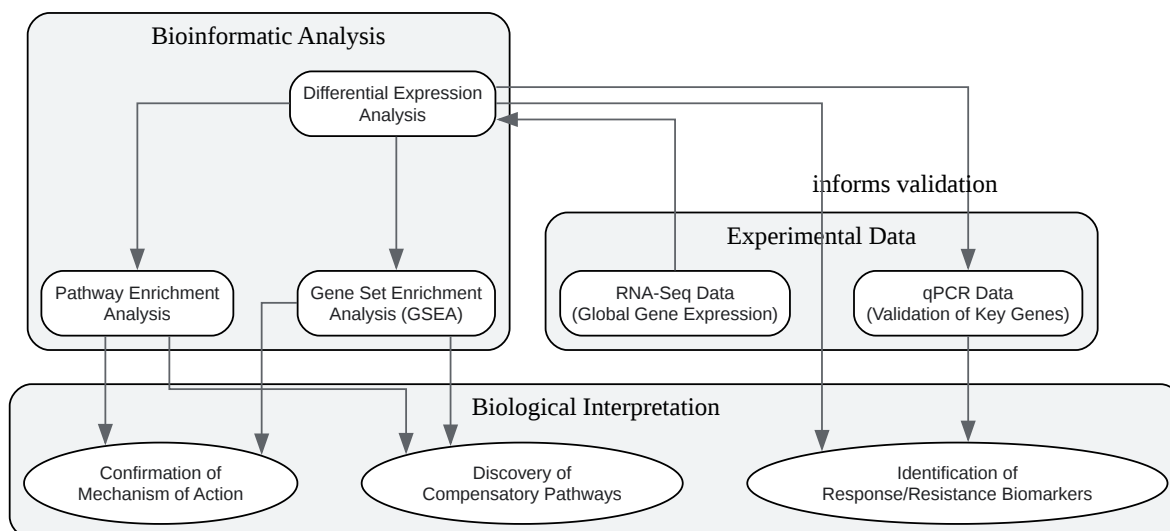 Bioinformatic Analysis
Differential Expression
Analysis
informs validation
Experimental Data
Pathway Enrichment
Analysis
Gene Set Enrichment
Analysis (GSEA)
RNA-Seq Data
(Global Gene Expression)
qPCR Data
(Validation of Key Genes)
Biological Interpretation
Confirmation of
Mechanism of Action
Discovery of
Compensatory Pathways
Identification of
Response/Resistance Biomarkers